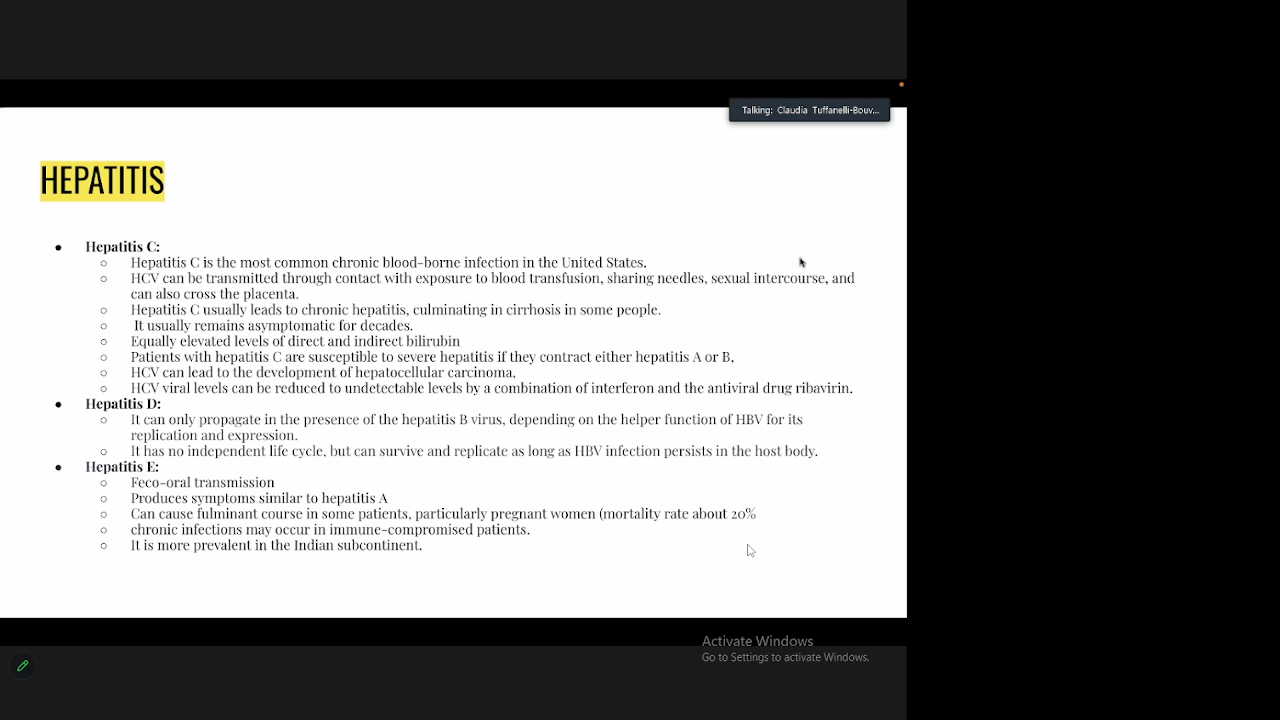 Talking: Claudia Tuffanelli-Bouv...
HEPATITIS
● Hepatitis C:
○ Hepatitis C is the most common chronic blood-borne infection in the United States.
○ HCV can be transmitted through contact with exposure to blood transfusion, sharing needles, sexual intercourse, and
can also cross the placenta.
○ Hepatitis C usually leads to chronic hepatitis, culminating in cirrhosis in some people.
○ It usually remains asymptomatic for decades.
○ Equally elevated levels of direct and indirect bilirubin
○ Patients with hepatitis C are susceptible to severe hepatitis if they contract either hepatitis A or B,
○ HCV can lead to the development of hepatocellular carcinoma,
○ HCV viral levels can be reduced to undetectable levels by a combination of interferon and the antiviral drug ribavirin.
● Hepatitis D:
○ It can only propagate in the presence of the hepatitis B virus, depending on the helper function of HBV for its
replication and expression.
○ It has no independent life cycle, but can survive and replicate as long as HBV infection persists in the host body.
● Hepatitis E:
○ Feco-oral transmission
○ Produces symptoms similar to hepatitis A
○ Can cause fulminant course in some patients, particularly pregnant women (mortality rate about 20%
○ chronic infections may occur in immune-compromised patients.
○ It is more prevalent in the Indian subcontinent.
Activate Windows
Go to Settings to activate Windows.